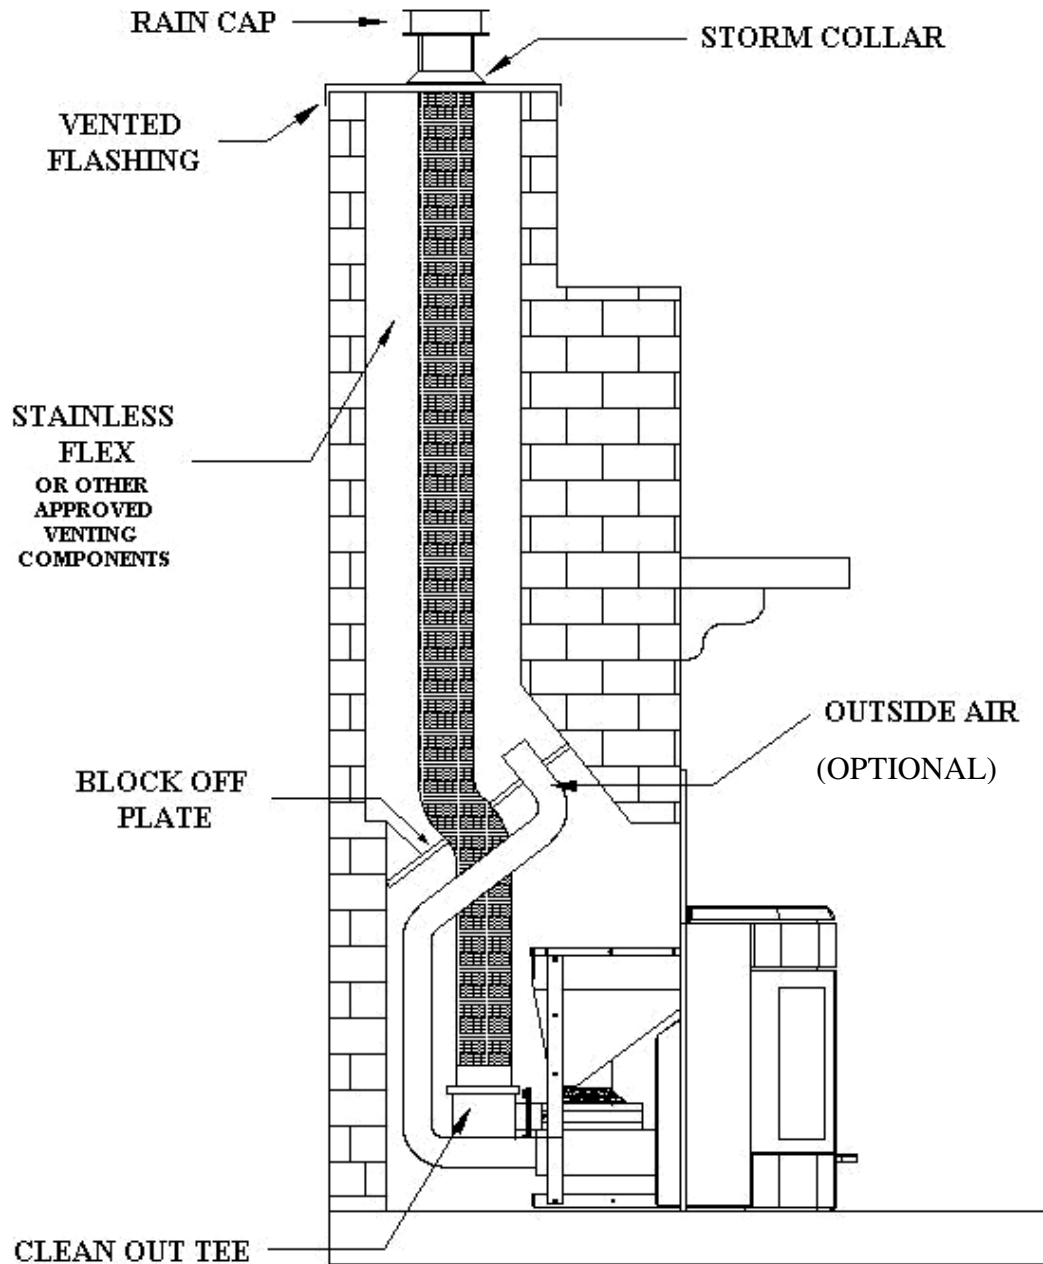 RAIN CAP
STORM COLLAR
VENTED
FLASHING
STAINLESS
FLEX
OR OTHER
APPROVED
VENTING
COMPONENTS
OUTSIDE AIR
(OPTIONAL)
BLOCK OFF
PLATE
CLEAN OUT TEE